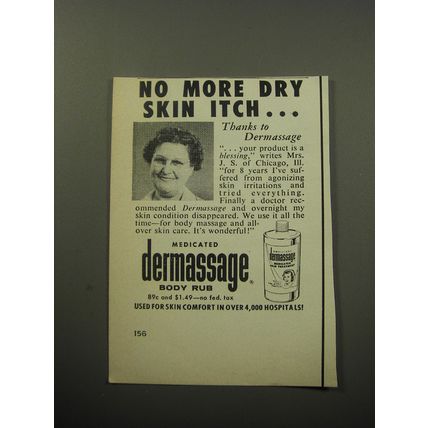 NO MORE DRY
SKIN ITCH...
Thanks to
Dermassage
“. . . your product is a
blessing,” writes Mrs.
J. S. of Chicago, Ill.
“for 8 years I’ve suf-
fered from agonizing
skin irritations and
tried everything.
Finally a doctor rec-
ommended Dermassage and overnight my
skin condition disappeared. We use it all the
time—for body massage and all-
over skin care. It’s wonderful!”
MEDICATED
dermassage®
BODY RUB
89c and $1.49—no fed. tax
dermassage
USED FOR SKIN COMFORT IN OVER 4,000 HOSPITALS!
156